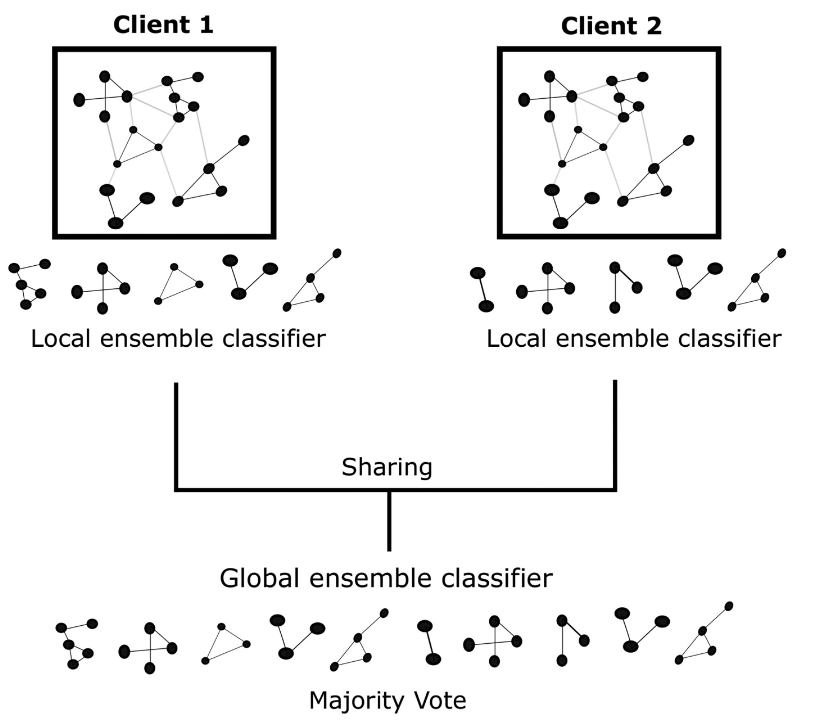 Client 1
Client 2
Local ensemble classifier
Local ensemble classifier
Sharing
Global ensemble classifier
Majority Vote